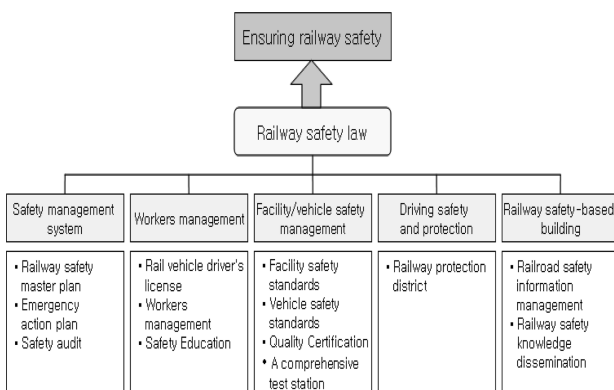 Ensuring railway safety
Railway safety law
Safety management
system
Workers management
Facility/vehicle safety
management
Driving safety
and protection
Railway safety-based
building
• Railway safety
master plan
• Emergency
action plan
• Safety audit
• Rail vehicle driver's
license
• Workers
management
• Safety Education
• Facility safety
standards
• Vehicle safety
standards
• Quality Certification
• A comprehensive
test station
• Railway protection
district
• Railroad safety
information
management
• Railway safety
knowledge
dissemination